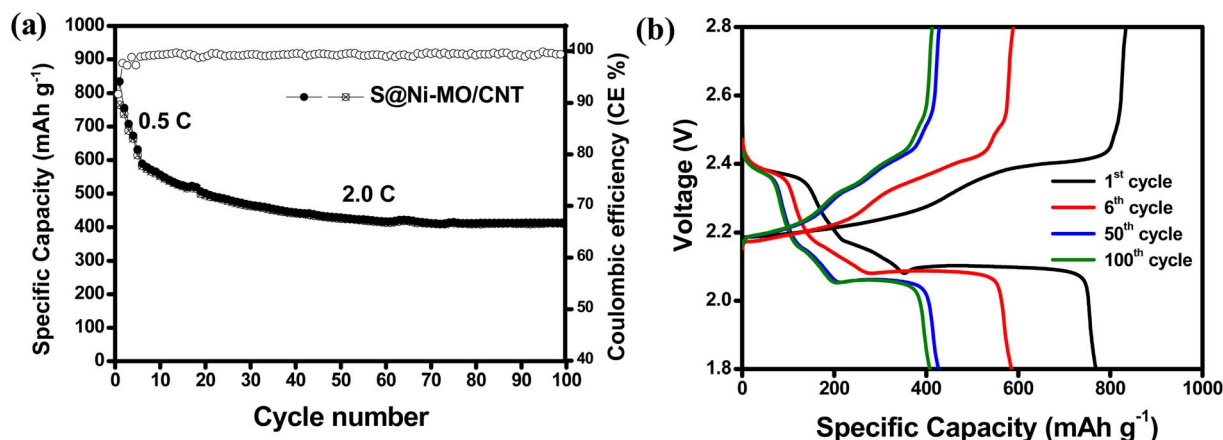 (a)
1000
900
800
700
600
500
400
300
200
100
0
Specific Capacity (mAh g-1)
0.5 C
S@Ni-MO/CNT
2.0 C
100
90
80
70
60
50
40
Coulombic efficiency (CE %)
0 10 20 30 40 50 60 70 80 90 100
Cycle number
(b)
2.8
2.6
2.4
2.2
2.0
1.8
Voltage (V)
1st cycle
6th cycle
50th cycle
100th cycle
0 200 400 600 800 1000
Specific Capacity (mAh g-1)